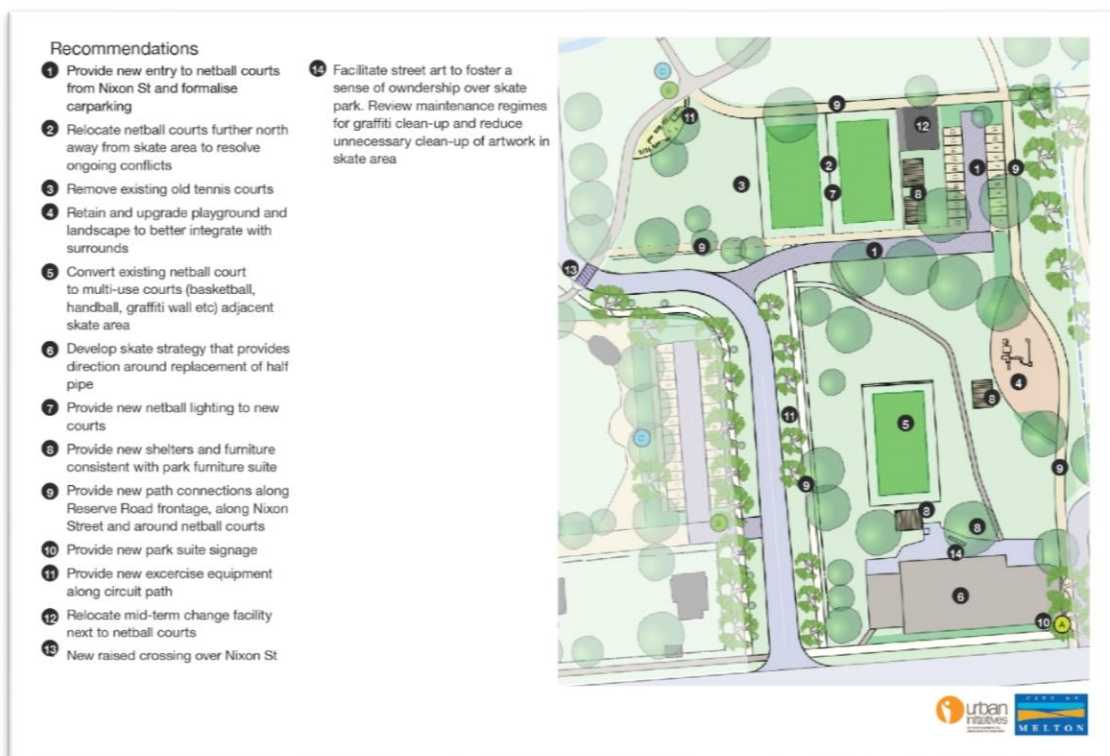 Recommendations
1 Provide new entry to netball courts
from Nixon St and formalise
carparking
2 Relocate netball courts further north
away from skate area to resolve
ongoing conflicts
3 Remove existing old tennis courts
4 Retain and upgrade playground and
landscape to better integrate with
surrounds
5 Convert existing netball court
to multi-use courts (basketball,
handball, graffiti wall etc) adjacent
skate area
6 Develop skate strategy that provides
direction around replacement of half
pipe
7 Provide new netball lighting to new
courts
8 Provide new shelters and furniture
consistent with park furniture suite
9 Provide new path connections along
Reserve Road frontage, along Nixon
Street and around netball courts
10 Provide new park suite signage
11 Provide new excercise equipment
along circuit path
12 Relocate mid-term change facility
next to netball courts
13 New raised crossing over Nixon St
14 Facilitate street art to foster a
sense of owndership over skate
park. Review maintenance regimes
for graffiti clean-up and reduce
unnecessary clean-up of artwork in
skate area
9
11
12
2
1
9
3
7
8
9
1
13
4
8
11
5
9
9
8
8
14
6
10
A
urban
initiatives
CITY OF
MELTON